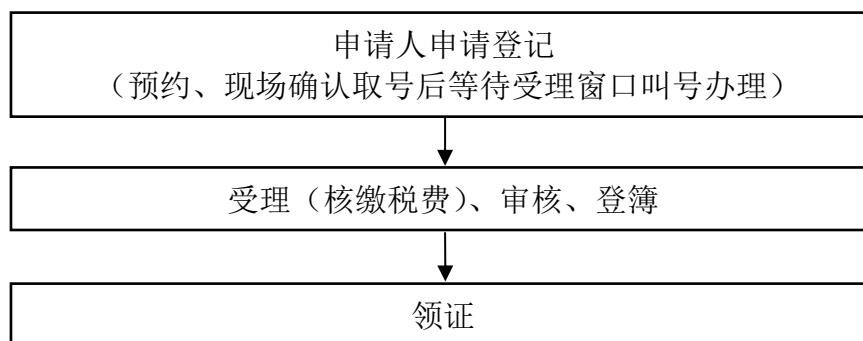 申请人申请登记
（预约、现场确认取号后等待受理窗口叫号办理）
受理（核缴税费）、审核、登簿
领证